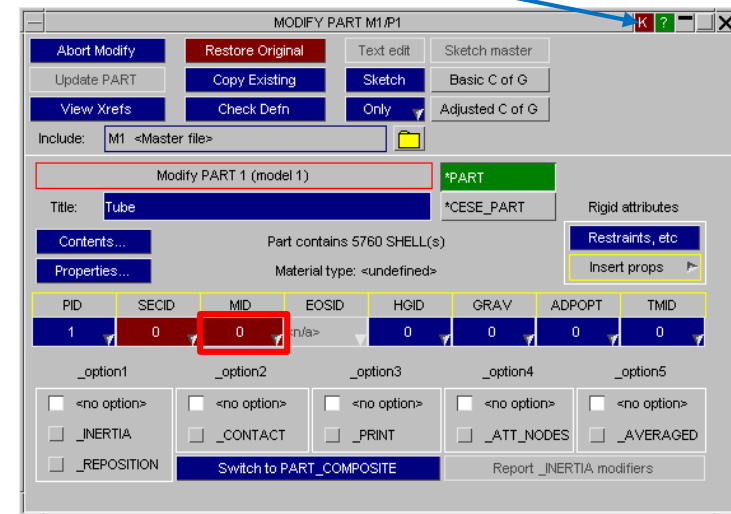 MODIFY PART M1/P1 K ?
Abort Modify Restore Original Text edit Sketch master
Update PART Copy Existing Sketch Basic C of G
View Xrefs Check Defn Only Adjusted C of G
Include: M1 <Master file>
Modify PART 1 (model 1) *PART
Title: Tube *CESE_PART Rigid attributes
Contents... Part contains 5760 SHELL(s) Restraints, etc
Properties... Material type: <undefined> Insert props
PID SECID MID EOSID HGID GRAV ADPOPT TMID
1 0 0 <n/a> 0 0 0 0
_option1 _option2 _option3 _option4 _option5
<no option> <no option> <no option> <no option> <no option>
_INERTIA _CONTACT _PRINT _ATT_NODES _AVERAGED
_REPOSITION Switch to PART_COMPOSITE Report _INERTIA modifiers